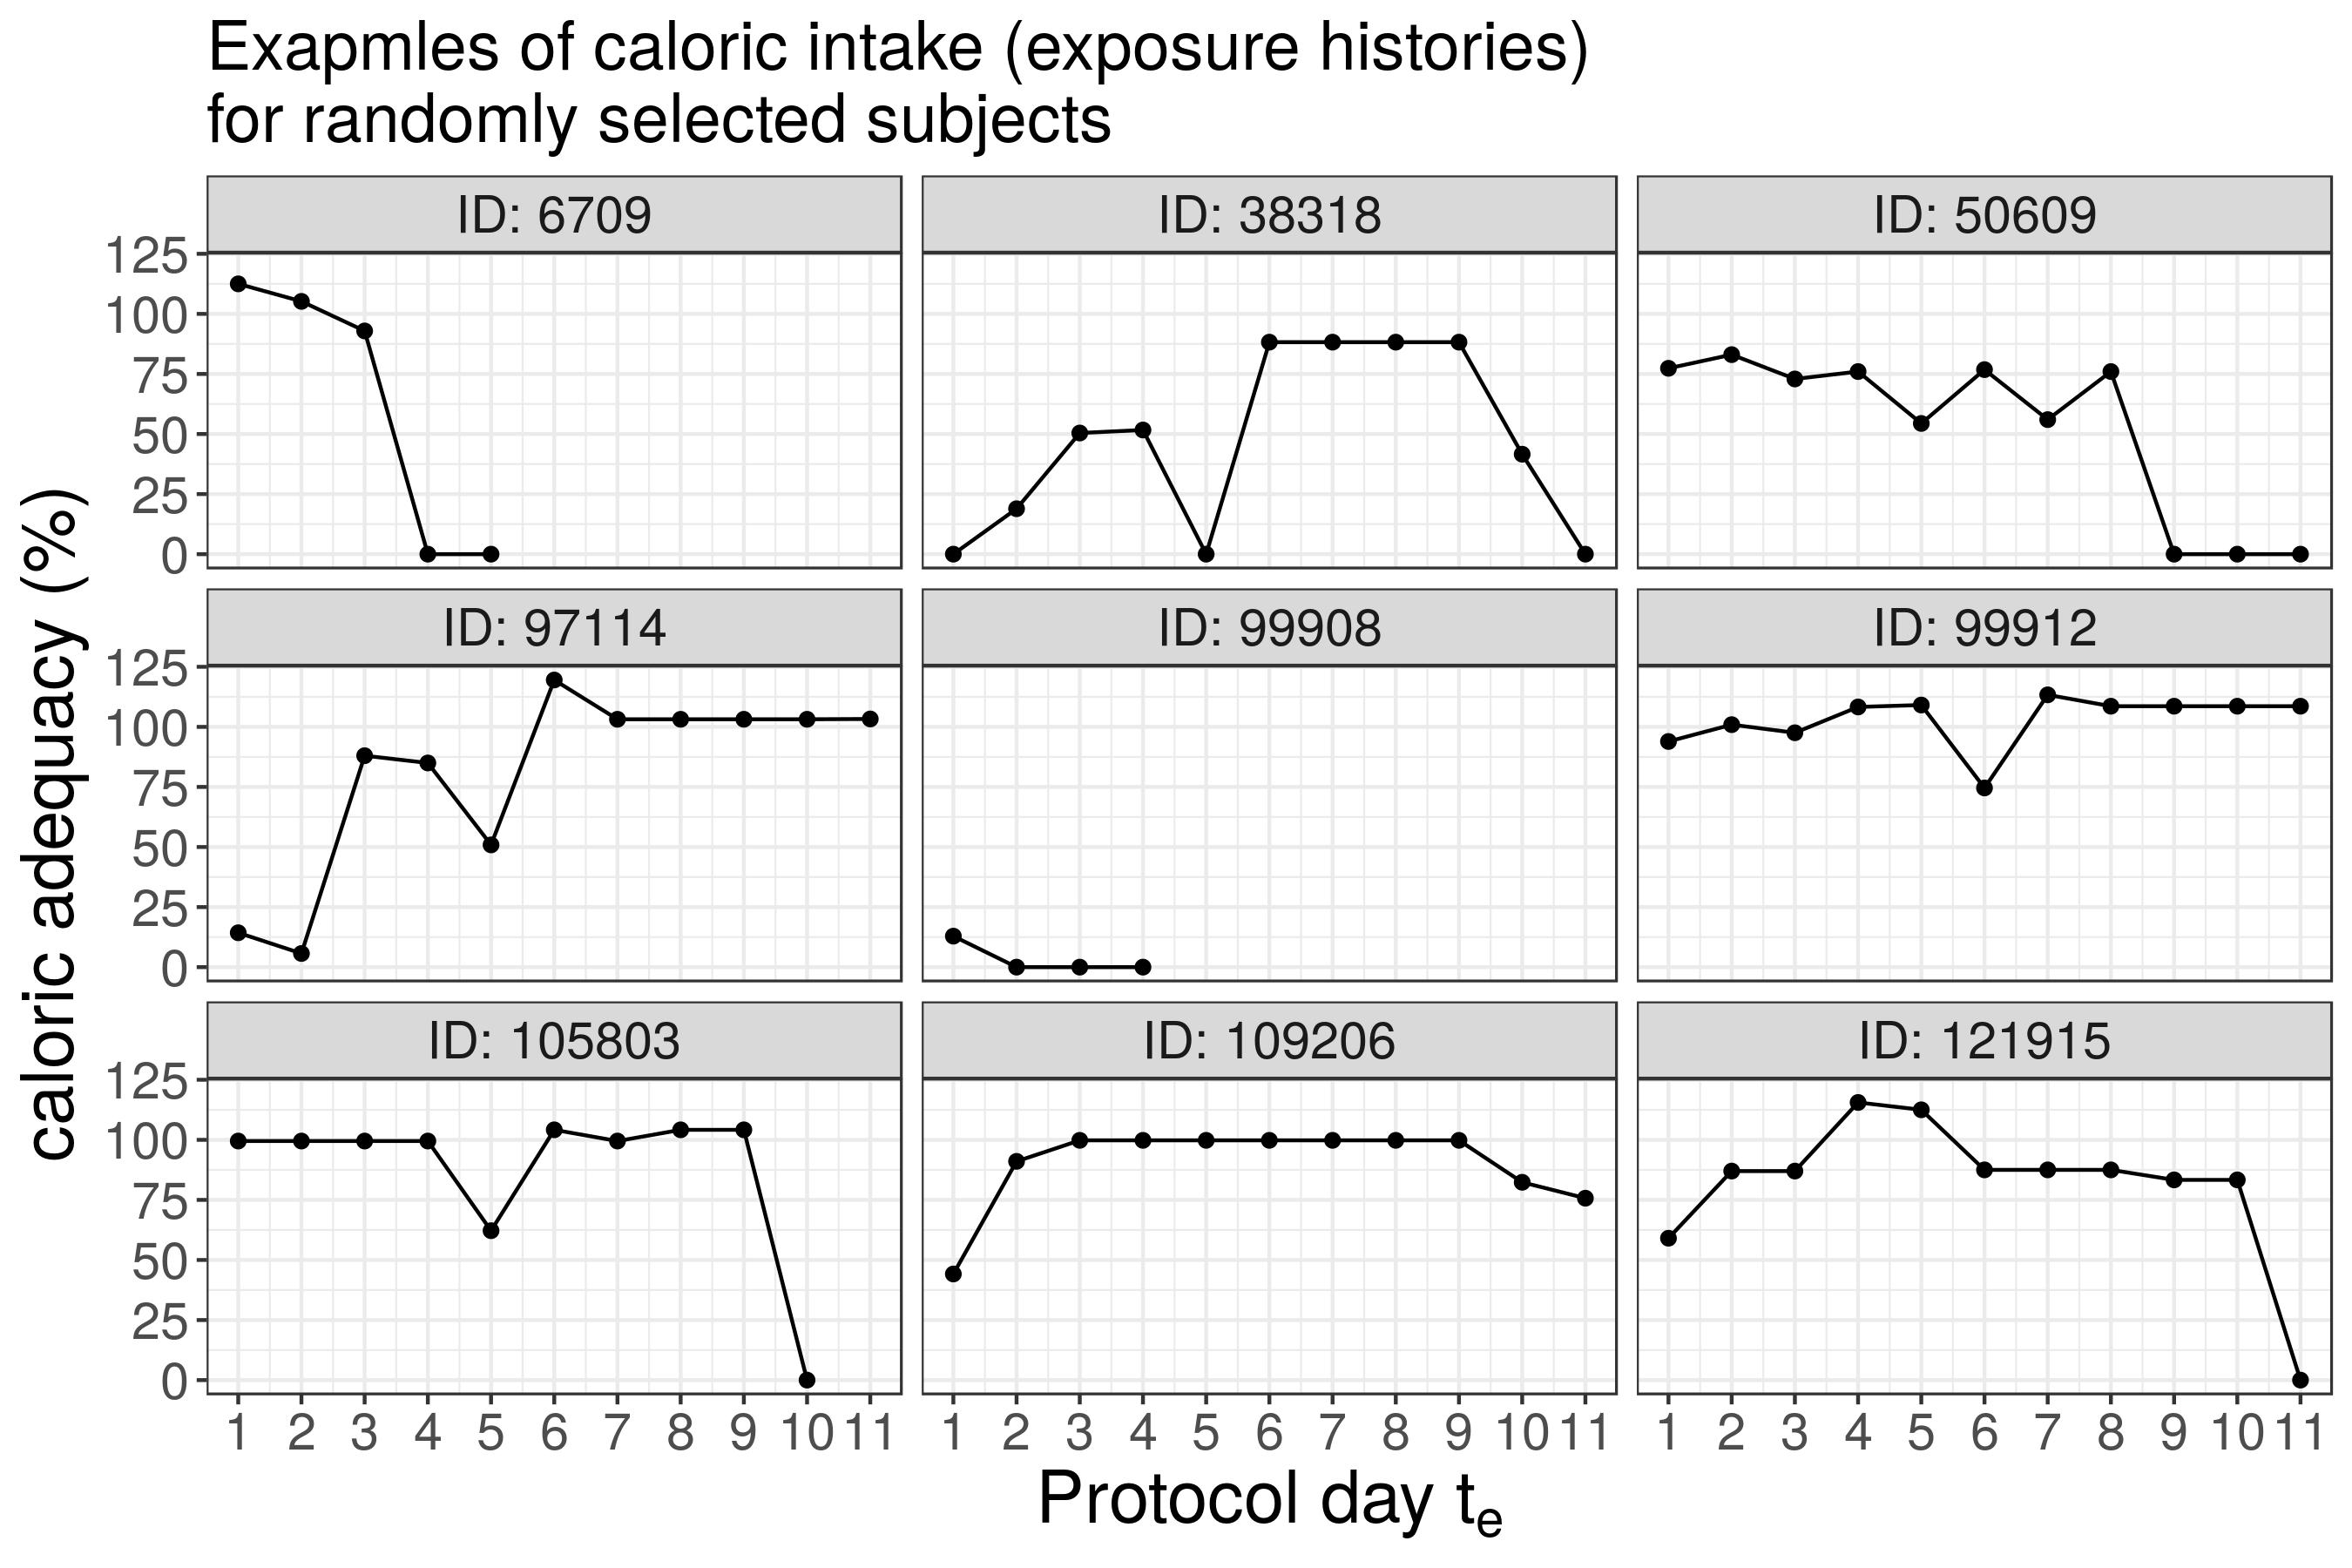 Exapmles of caloric intake (exposure histories)
for randomly selected subjects
caloric adequacy (%)
ID: 6709
ID: 38318
ID: 50609
125
100
75
50
25
0
ID: 97114
ID: 99908
ID: 99912
125
100
75
50
25
0
ID: 105803
ID: 109206
ID: 121915
125
100
75
50
25
0
1 2 3 4 5 6 7 8 9 10 11
1 2 3 4 5 6 7 8 9 10 11
1 2 3 4 5 6 7 8 9 10 11
Protocol day te